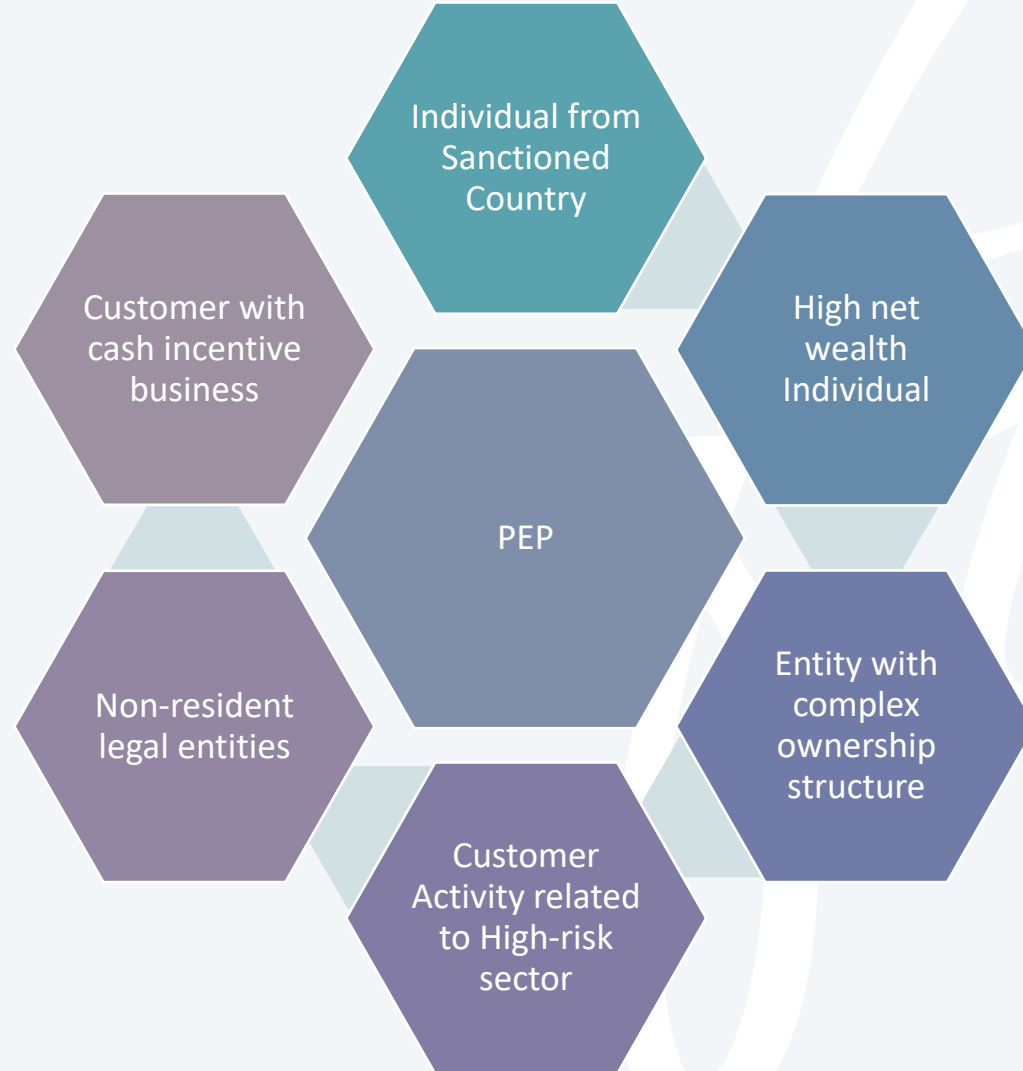 Individual from
Sanctioned
Country
High net
wealth
Individual
Entity with
complex
ownership
structure
Customer
Activity related
to High-risk
sector
Non-resident
legal entities
Customer with
cash incentive
business
PEP